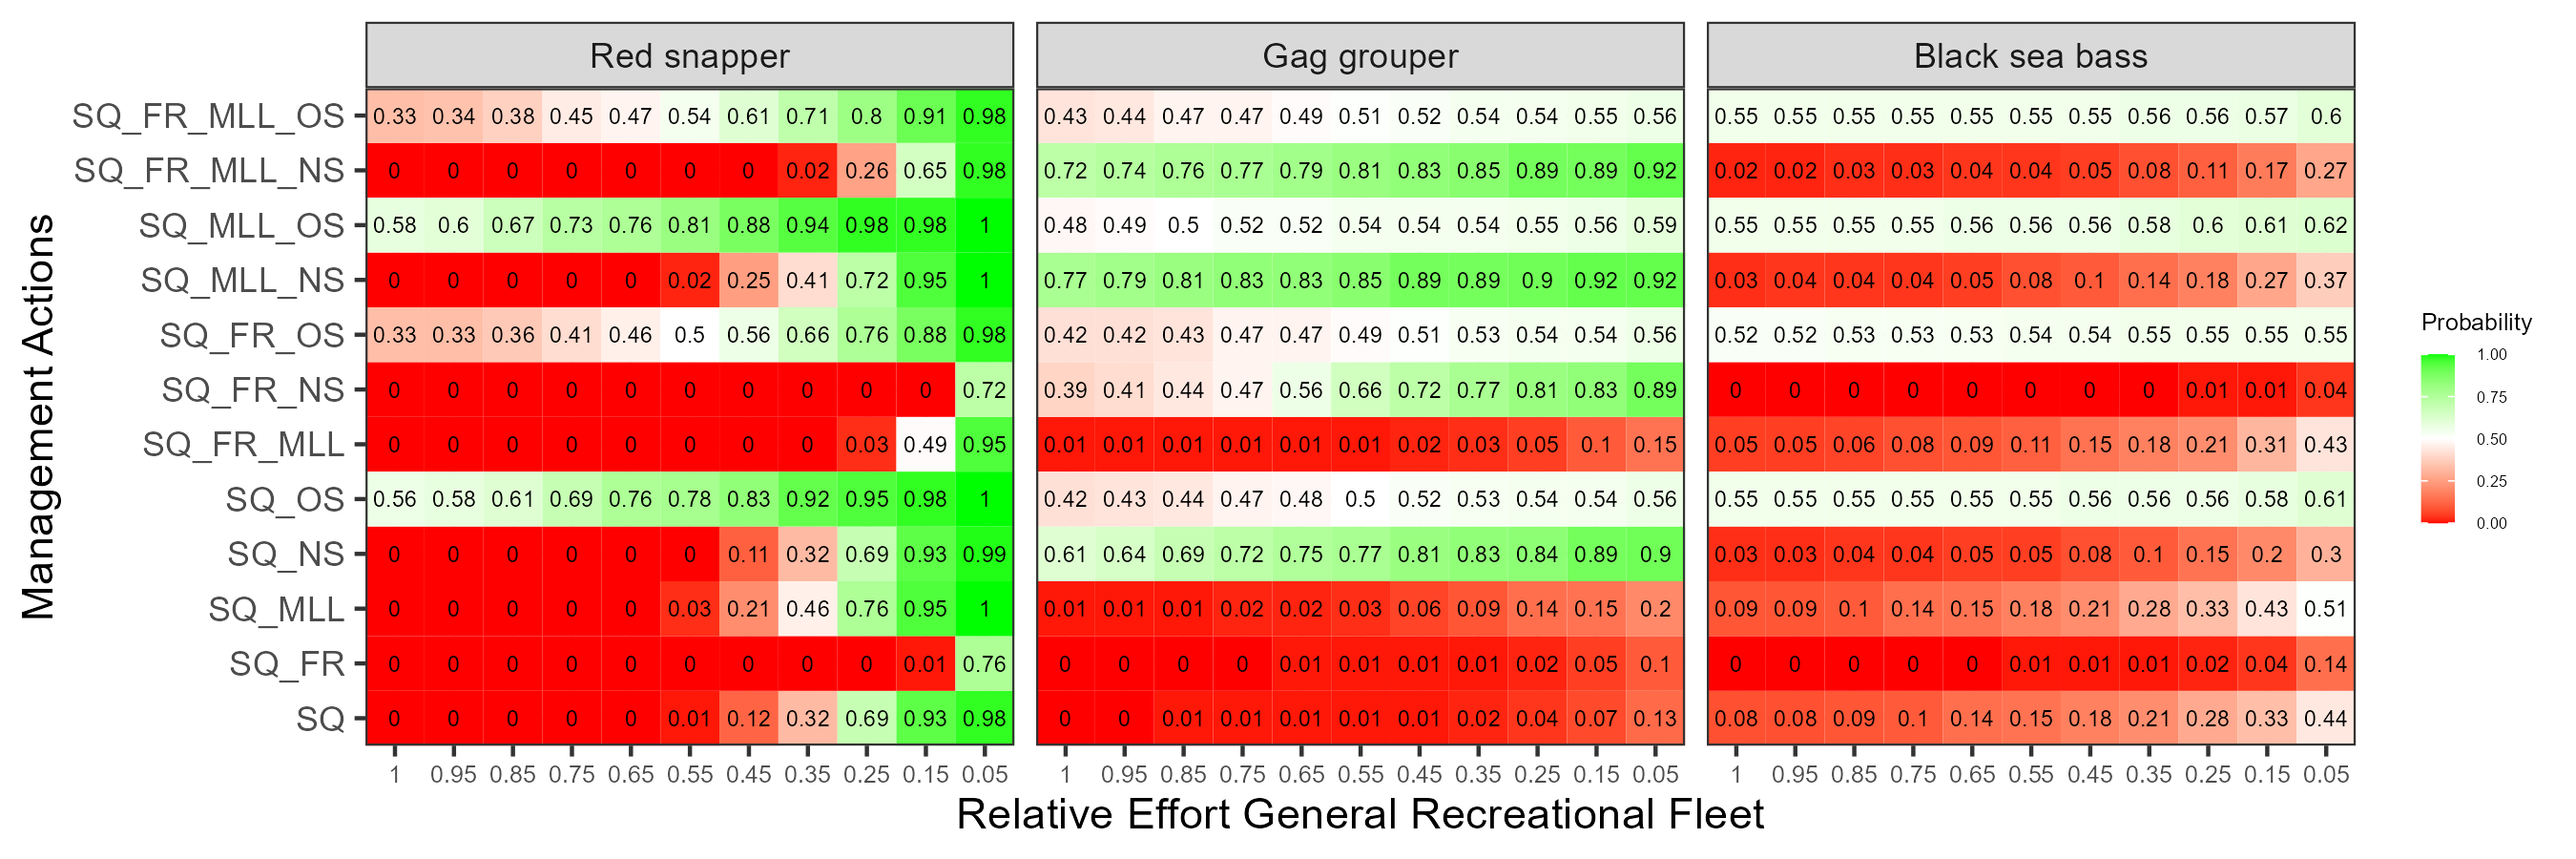 Red snapper Gag grouper Black sea bass
SQ_FR_MLL_OS 0.33 0.34 0.38 0.45 0.47 0.54 0.61 0.71 0.8 0.91 0.98 0.43 0.44 0.47 0.47 0.49 0.51 0.52 0.54 0.54 0.55 0.56 0.55 0.55 0.55 0.55 0.55 0.55 0.55 0.56 0.56 0.57 0.6
SQ_FR_MLL_NS 0 0 0 0 0 0 0 0.02 0.26 0.65 0.98 0.72 0.74 0.76 0.77 0.79 0.81 0.83 0.85 0.89 0.89 0.92 0.02 0.02 0.03 0.03 0.04 0.04 0.05 0.08 0.11 0.17 0.27
SQ_MLL_OS 0.58 0.6 0.67 0.73 0.76 0.81 0.88 0.94 0.98 0.98 1 0.48 0.49 0.5 0.52 0.52 0.54 0.54 0.54 0.55 0.56 0.59 0.55 0.55 0.55 0.55 0.56 0.56 0.56 0.58 0.6 0.61 0.62
SQ_MLL_NS 0 0 0 0 0 0.02 0.25 0.41 0.72 0.95 1 0.77 0.79 0.81 0.83 0.83 0.85 0.89 0.89 0.9 0.92 0.92 0.03 0.04 0.04 0.04 0.05 0.08 0.1 0.14 0.18 0.27 0.37
SQ_FR_OS 0.33 0.33 0.36 0.41 0.46 0.5 0.56 0.66 0.76 0.88 0.98 0.42 0.42 0.43 0.47 0.47 0.49 0.51 0.53 0.54 0.54 0.56 0.52 0.52 0.53 0.53 0.53 0.54 0.54 0.55 0.55 0.55 0.55
SQ_FR_NS 0 0 0 0 0 0 0 0 0 0 0.72 0.39 0.41 0.44 0.47 0.56 0.66 0.72 0.77 0.81 0.83 0.89 0 0 0 0 0 0 0 0 0.01 0.01 0.04
SQ_FR_MLL 0 0 0 0 0 0 0 0 0.03 0.49 0.95 0.01 0.01 0.01 0.01 0.01 0.01 0.02 0.03 0.05 0.1 0.15 0.05 0.05 0.06 0.08 0.09 0.11 0.15 0.18 0.21 0.31 0.43
SQ_OS 0.56 0.58 0.61 0.69 0.76 0.78 0.83 0.92 0.95 0.98 1 0.42 0.43 0.44 0.47 0.48 0.5 0.52 0.53 0.54 0.54 0.56 0.55 0.55 0.55 0.55 0.55 0.55 0.56 0.56 0.56 0.58 0.61
SQ_NS 0 0 0 0 0 0 0.11 0.32 0.69 0.93 0.99 0.61 0.64 0.69 0.72 0.75 0.77 0.81 0.83 0.84 0.89 0.9 0.03 0.03 0.04 0.04 0.05 0.05 0.08 0.1 0.15 0.2 0.3
SQ_MLL 0 0 0 0 0 0.03 0.21 0.46 0.76 0.95 1 0.01 0.01 0.01 0.02 0.02 0.03 0.06 0.09 0.14 0.15 0.2 0.09 0.09 0.1 0.14 0.15 0.18 0.21 0.28 0.33 0.43 0.51
SQ_FR 0 0 0 0 0 0 0 0 0 0.01 0.76 0 0 0 0 0.01 0.01 0.01 0.01 0.02 0.05 0.1 0 0 0 0 0 0.01 0.01 0.01 0.02 0.04 0.14
SQ 0 0 0 0 0 0.01 0.12 0.32 0.69 0.93 0.98 0 0 0.01 0.01 0.01 0.01 0.01 0.02 0.04 0.07 0.13 0.08 0.08 0.09 0.1 0.14 0.15 0.18 0.21 0.28 0.33 0.44
1 0.95 0.85 0.75 0.65 0.55 0.45 0.35 0.25 0.15 0.05 1 0.95 0.85 0.75 0.65 0.55 0.45 0.35 0.25 0.15 0.05 1 0.95 0.85 0.75 0.65 0.55 0.45 0.35 0.25 0.15 0.05
Relative Effort General Recreational Fleet
Management Actions
Probability
1.00
0.75
0.50
0.25
0.00